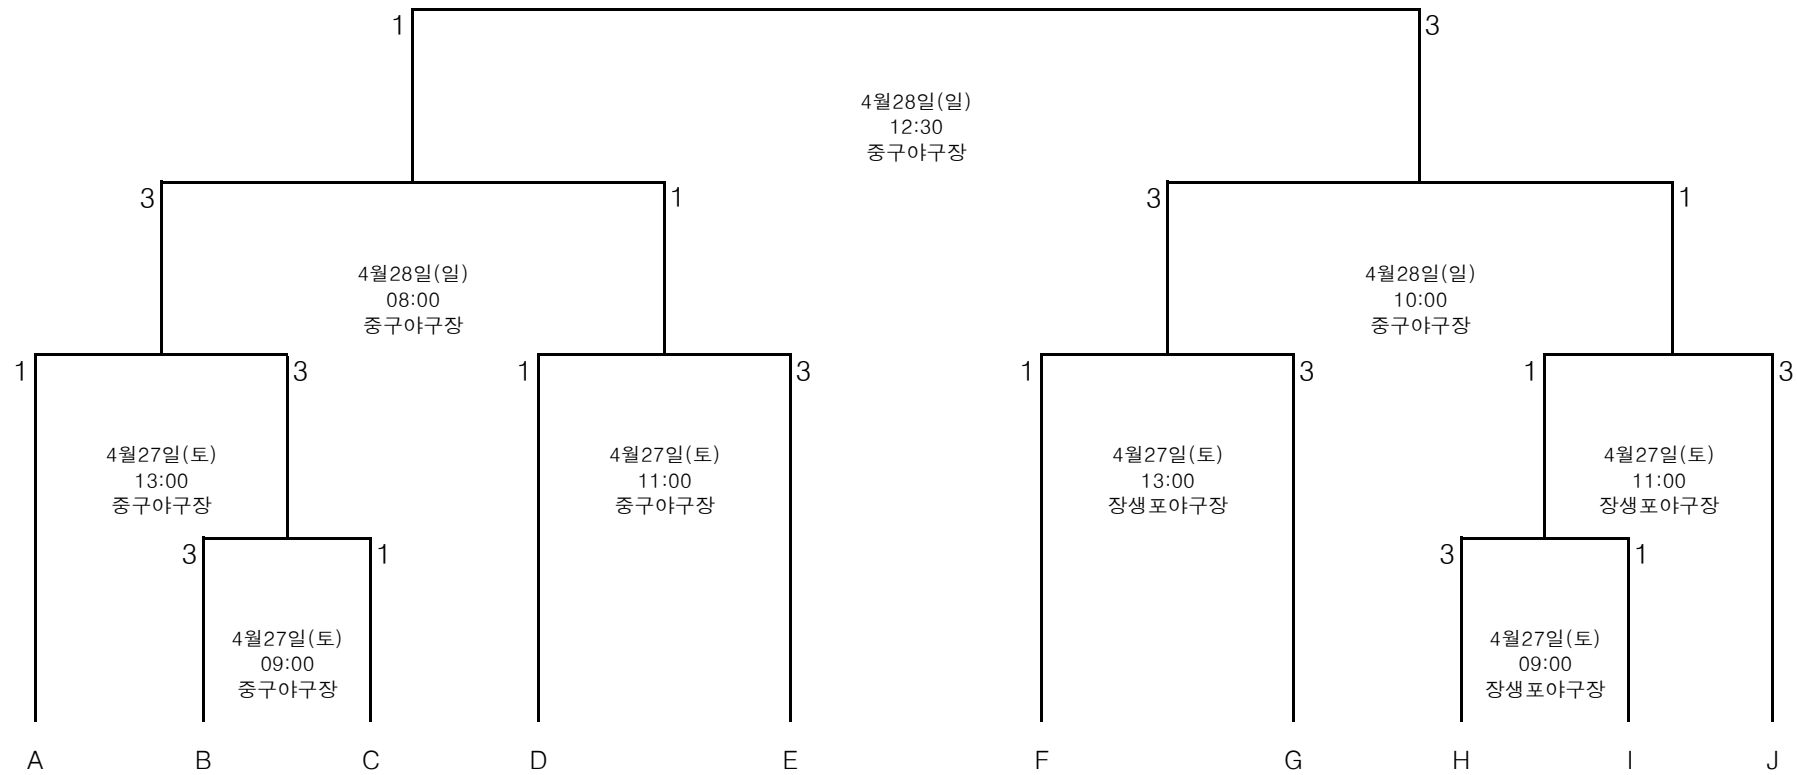 1 3
4월28일(일)
12:30
중구야구장
3 1 3 1
4월28일(일) 4월28일(일)
08:00 10:00
중구야구장 중구야구장
1 3 1 3 1 3 1 3
4월27일(토) 4월27일(토) 4월27일(토) 4월27일(토)
13:00 11:00 13:00 11:00
중구야구장 중구야구장 장생포야구장 장생포야구장
3 1 3 1
4월27일(토) 4월27일(토)
09:00 09:00
중구야구장 장생포야구장
A B C D E F G H I J